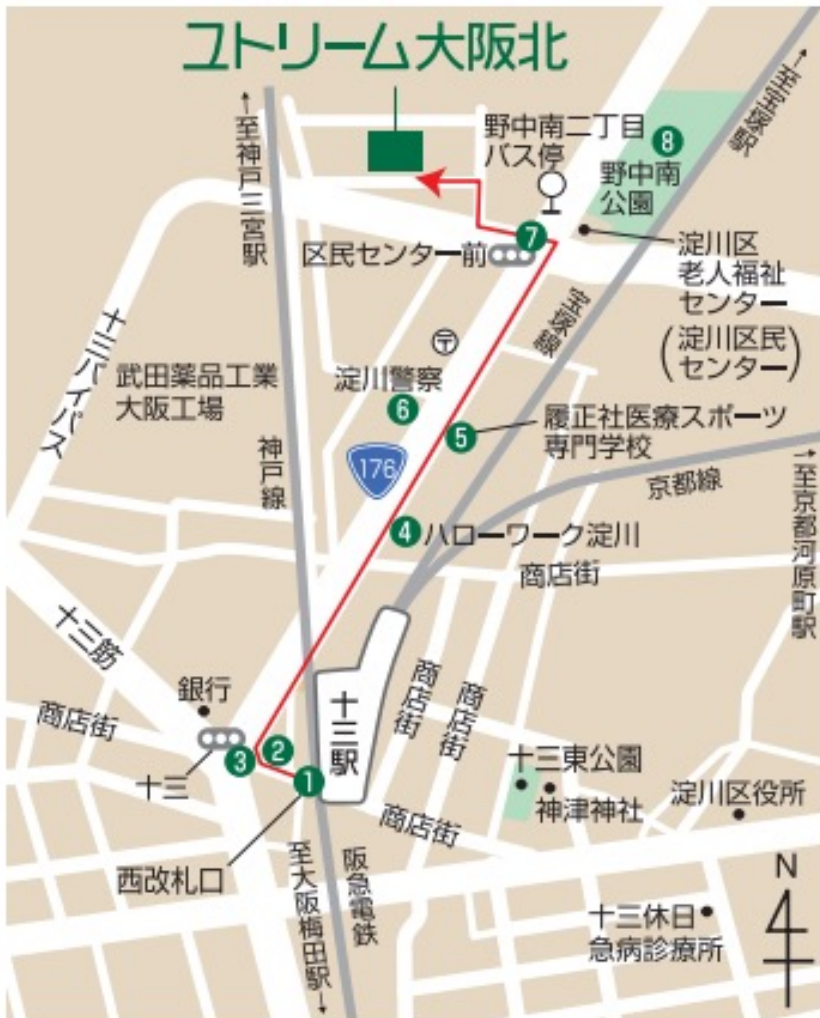 ユトリーム大阪北
↑至神戸三宮駅
野中南二丁目
バス停
8
野中南
公園
↑至宝塚駅
7
区民センター前
淀川区
老人福祉
センター
(淀川区民
センター)
宝塚線
十三バイパス
武田薬品工業
大阪工場
〒
淀川警察
6
5
履正社医療スポーツ
専門学校
176
神戸線
京都線
↑至京都河原町駅
4
ハローワーク淀川
商店街
十三筋
銀行
商店街
3
2
1
十三
十三駅
商店街
商店街
商店街
十三東公園
神津神社
淀川区役所
西改札口
至大阪梅田駅↓
阪急電鉄
十三休日
急病診療所
N